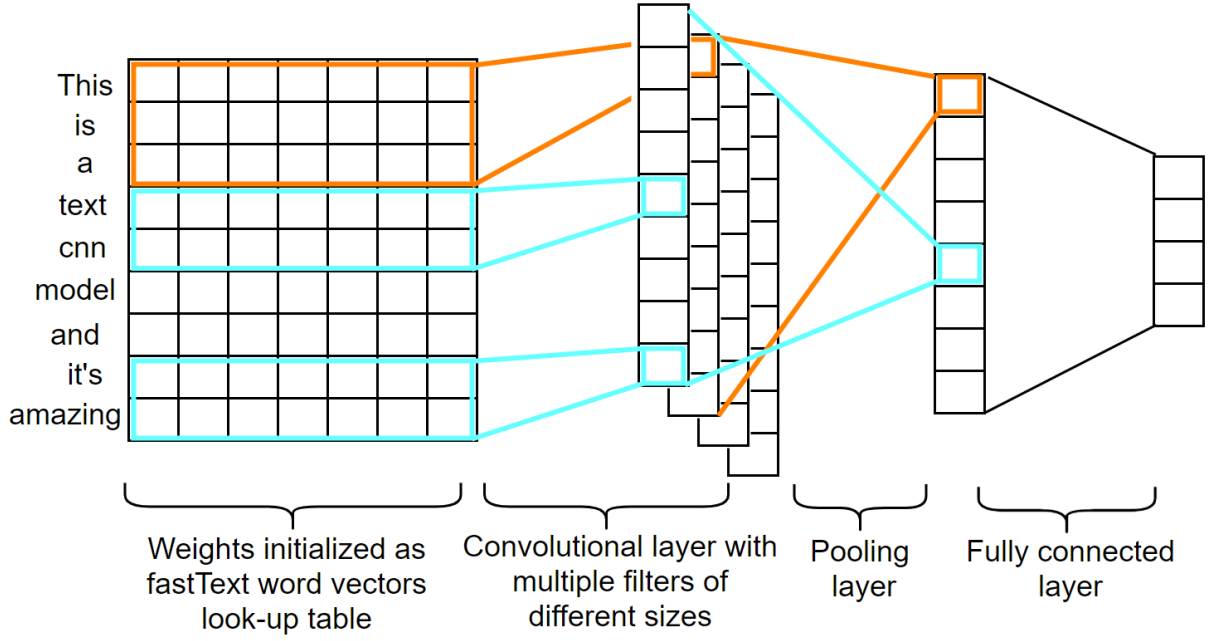 This
is
a
text
cnn
model
and
it's
amazing
Weights initialized as
fastText word vectors
look-up table
Convolutional layer with
multiple filters of
different sizes
Pooling
layer
Fully connected
layer